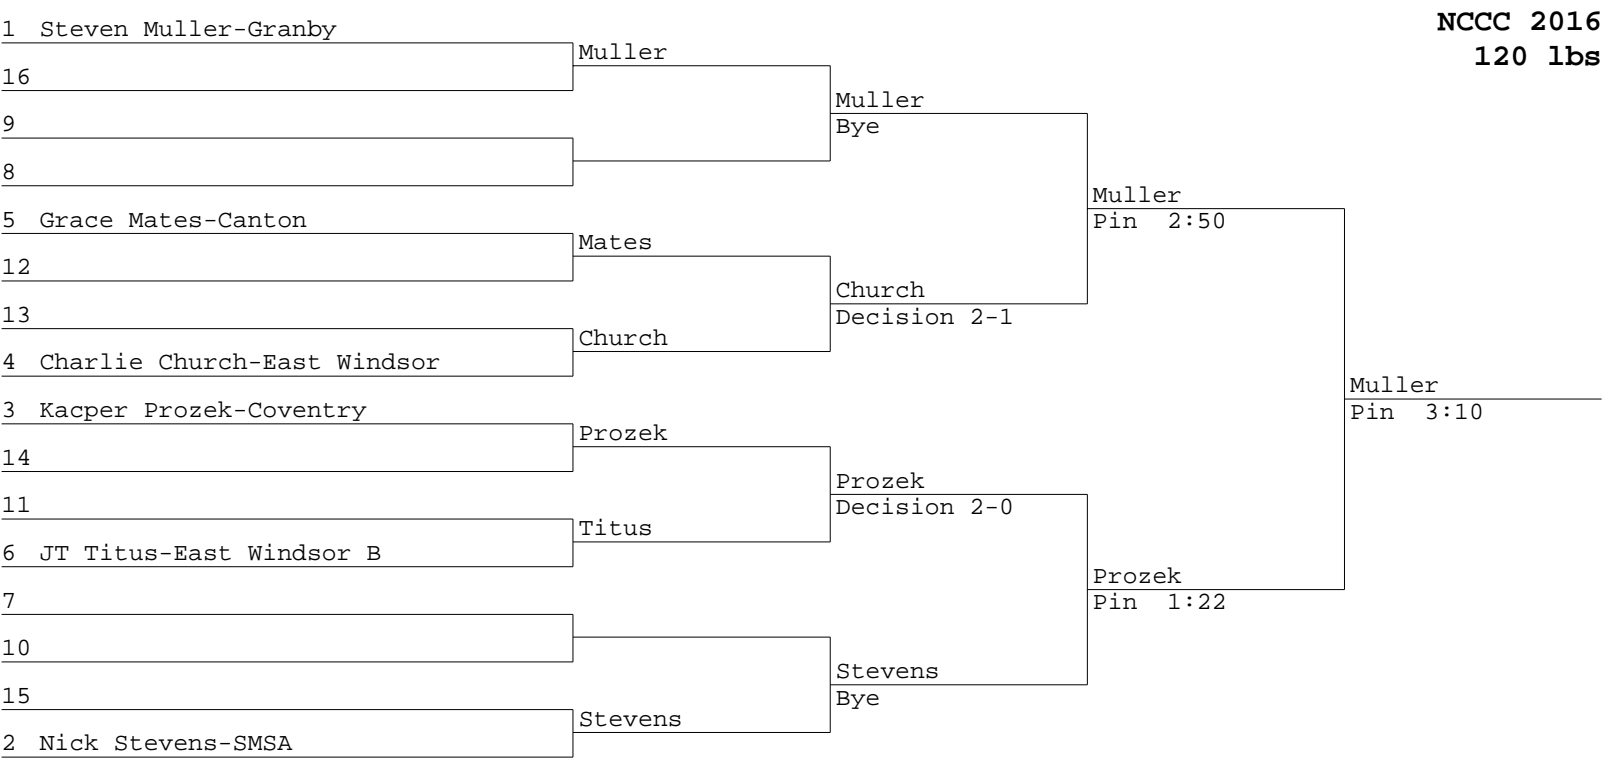 NCCC 2016
120 lbs
1 Steven Muller-Granby
16
9
8
5 Grace Mates-Canton
12
13
4 Charlie Church-East Windsor
3 Kacper Prozek-Coventry
14
11
6 JT Titus-East Windsor B
7
10
15
2 Nick Stevens-SMSA
Muller
Mates
Church
Prozek
Titus
Stevens
Muller
Bye
Church
Decision 2-1
Prozek
Decision 2-0
Stevens
Bye
Muller
Pin 2:50
Prozek
Pin 1:22
Muller
Pin 3:10